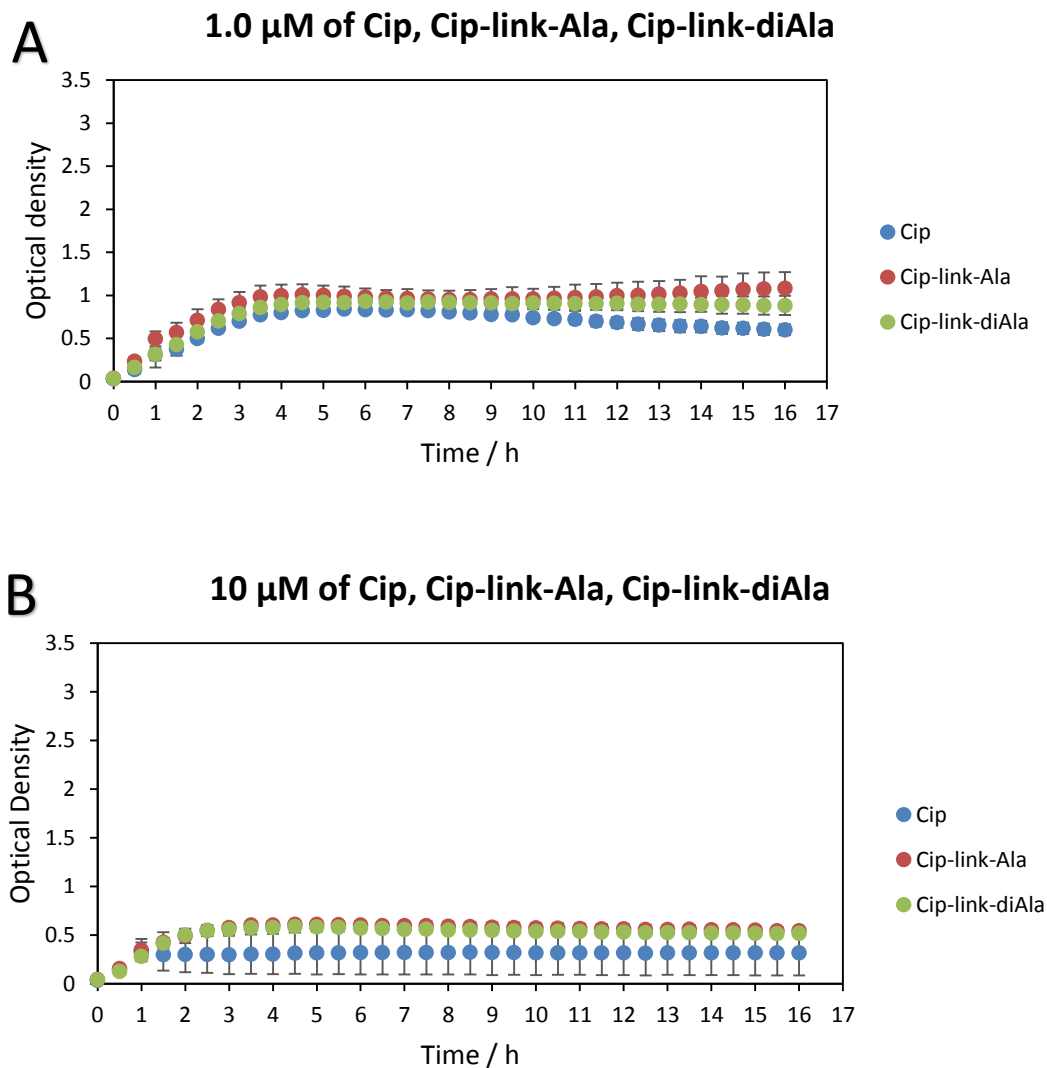 A
1.0 µM of Cip, Cip-link-Ala, Cip-link-diAla
3.5
3
2.5
2
1.5
1
0.5
0
Optical density
0 1 2 3 4 5 6 7 8 9 10 11 12 13 14 15 16 17
Time / h
Cip
Cip-link-Ala
Cip-link-diAla
B
10 µM of Cip, Cip-link-Ala, Cip-link-diAla
3.5
3
2.5
2
1.5
1
0.5
0
Optical Density
0 1 2 3 4 5 6 7 8 9 10 11 12 13 14 15 16 17
Time / h
Cip
Cip-link-Ala
Cip-link-diAla